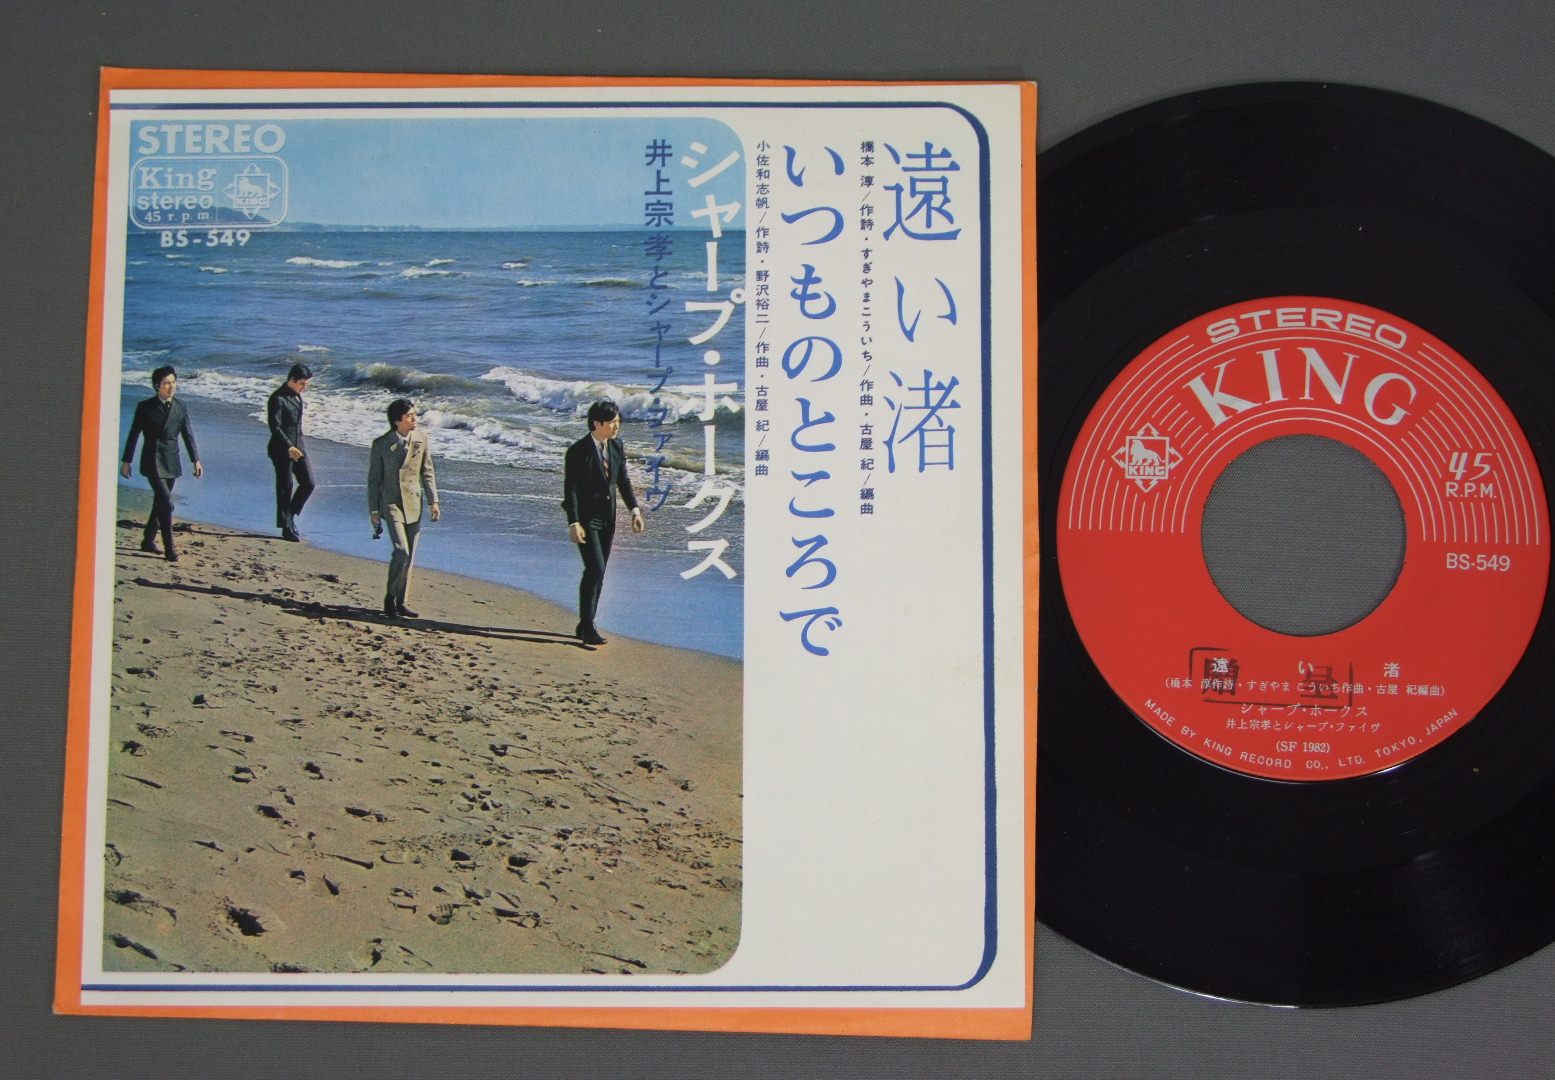 STEREO
King
stereo
45 r.p.m.
KING
BS-549
遠い渚
橋本 淳/作詩・すぎやまこういち/作曲・古屋 紀/編曲
いつものところで
小佐和志帆/作詩・野沢裕二/作曲・古屋 紀/編曲
シャープ・ホークス
井上宗孝とシャープ・ファイヴ
STEREO
KING
KING
45
R.P.M.
BS-549
遠い渚
(橋本 淳作詩・すぎやま こういち作曲・古屋 紀編曲)
シャープ・ホークス
井上宗孝とシャープ・ファイヴ
(SF 1982)
MADE BY KING RECORD CO., LTD. TOKYO, JAPAN